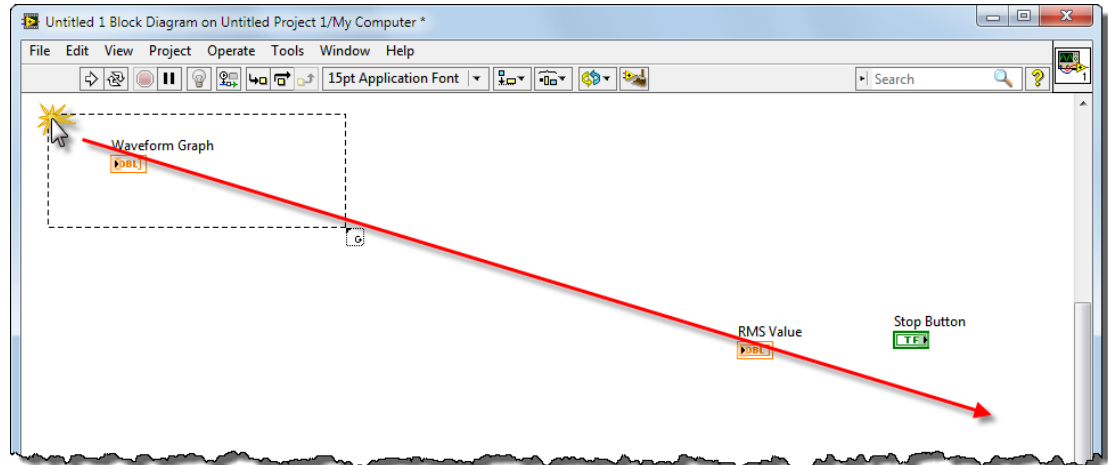 Untitled 1 Block Diagram on Untitled Project 1/My Computer *
File Edit View Project Operate Tools Window Help
15pt Application Font Search ? 1
Waveform Graph
DBL
G
RMS Value
DBL
Stop Button
TF